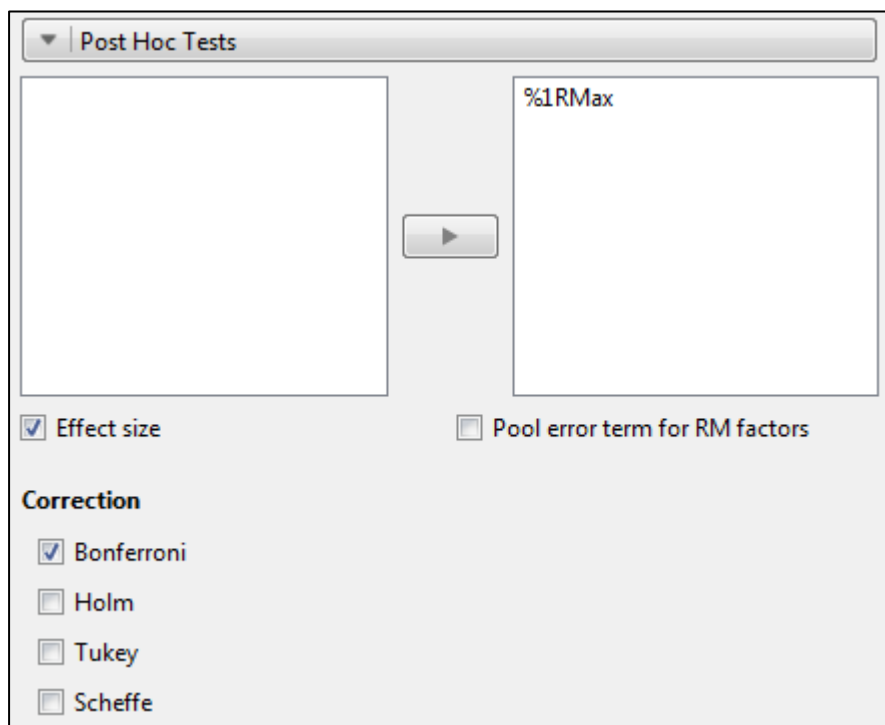 Post Hoc Tests
%1RMax
Effect size
Pool error term for RM factors
Correction
Bonferroni
Holm
Tukey
Scheffe